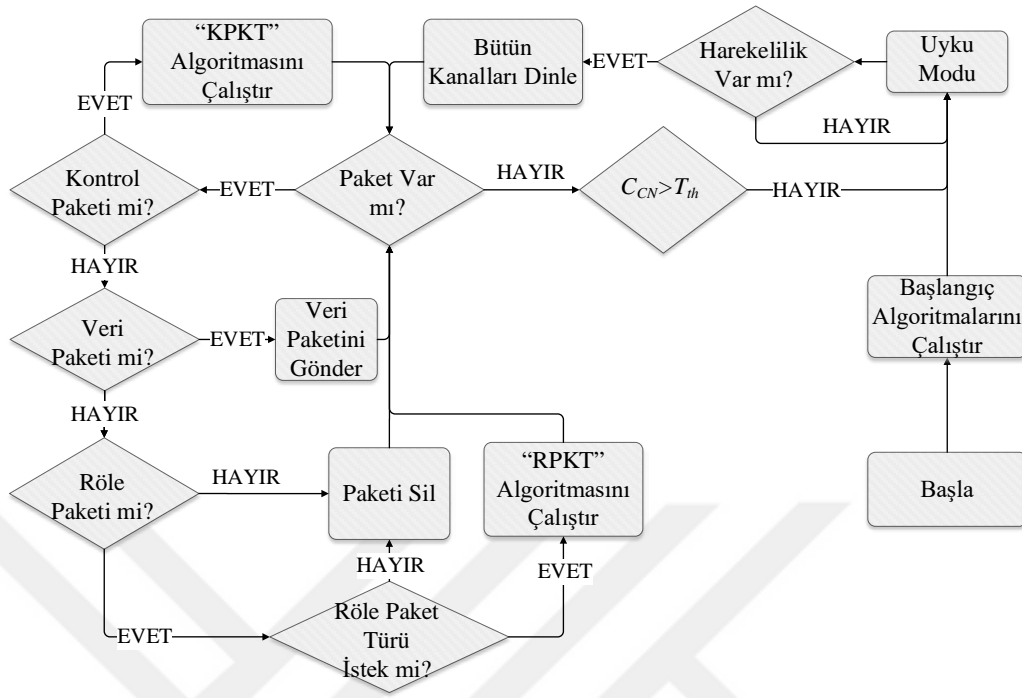 “KPKT”
Algoritmasını
Çalıştır
Bütün
Kanalları Dinle
EVET
Harekelilik
Var mı?
Uyku
Modu
EVET
HAYIR
Kontrol
Paketi mi?
EVET
Paket Var
mı?
HAYIR
C_CN>T_th
HAYIR
HAYIR
Veri
Paketi mi?
EVET
Veri
Paketini
Gönder
Başlangıç
Algoritmalarını
Çalıştır
HAYIR
Röle
Paketi mi?
HAYIR
Paketi Sil
“RPKT”
Algoritmasını
Çalıştır
Başla
HAYIR
EVET
EVET
Röle Paket
Türü
İstek mi?